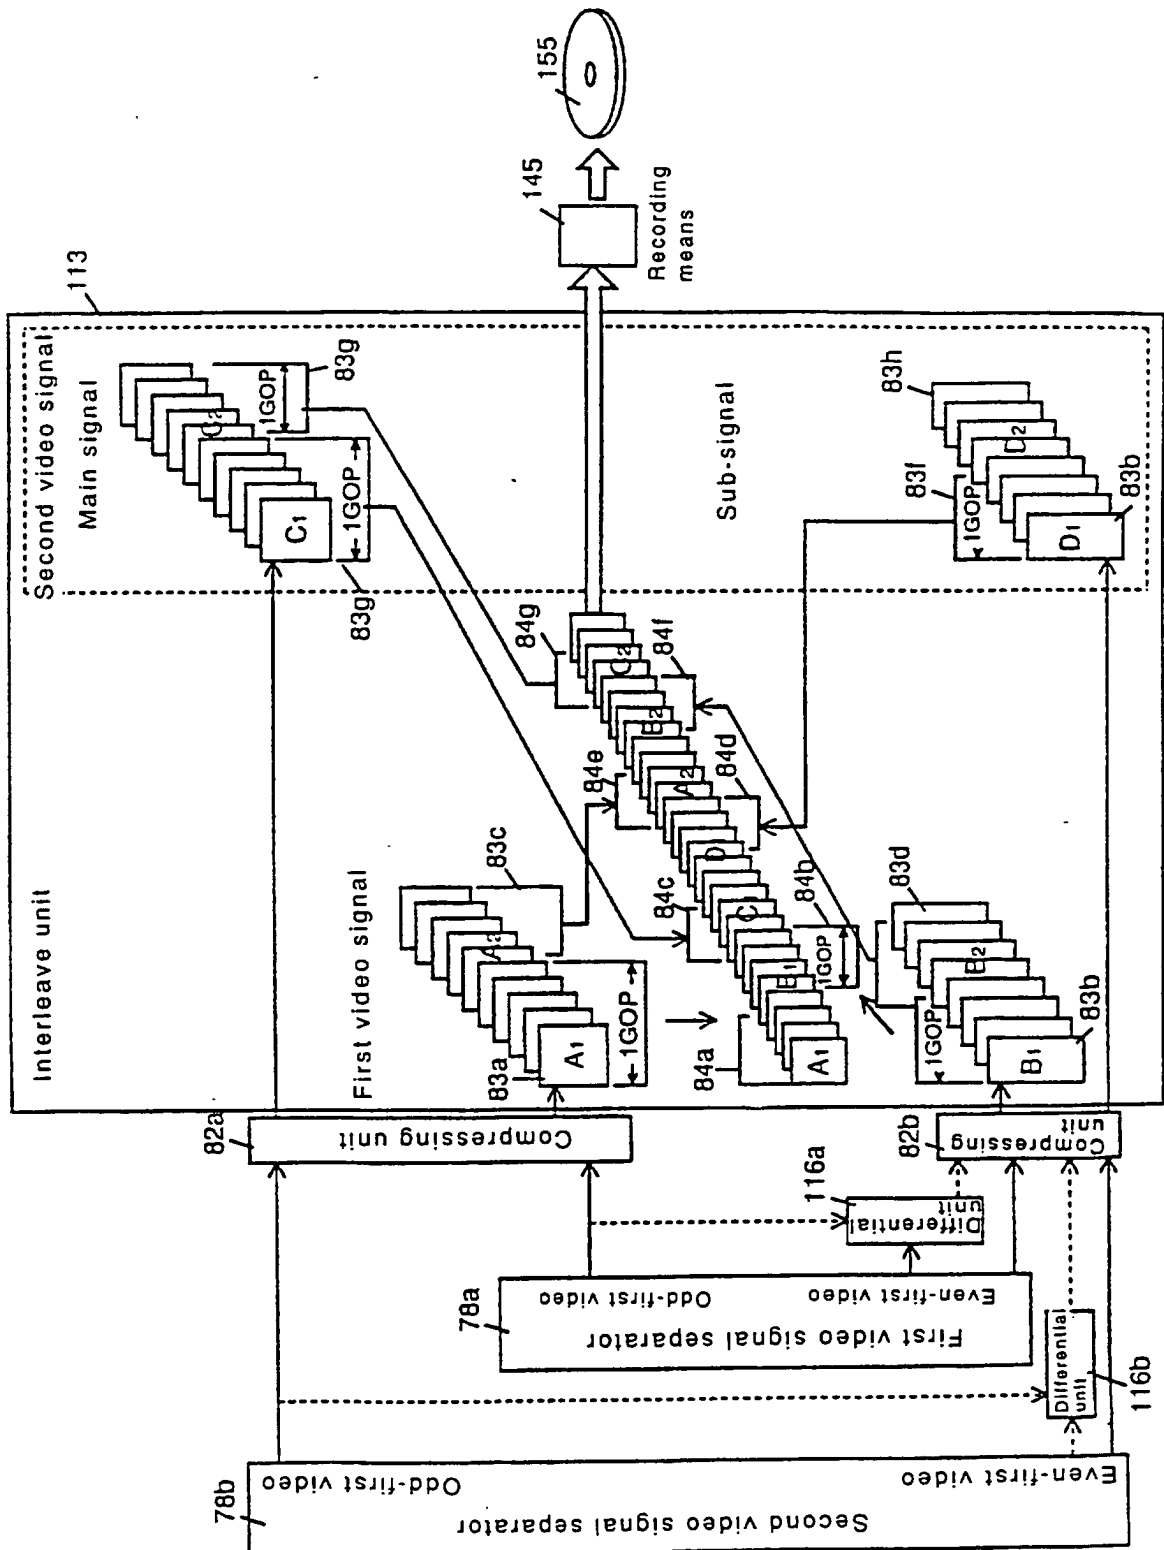 155
145
Recording
means
113
Second video signal
Main signal
83g
1GOP
C2
1GOP
C1
83g
Sub-signal
83h
D2
83f
1GOP
D1
83b
Interleave unit
First video signal
83c
A2
83a
A1
1GOP
84g
C2
84f
B2
84e
A2
84d
D
84c
C1
84b
1GOP
B1
84a
A1
83d
B2
1GOP
B1
83b
82a
Compressing unit
82b
Compressing
unit
116a
Differential
unit
78a
Odd-first video
Even-first video
First video signal separator
Differential
unit
116b
78b
Odd-first video
Even-first video
Second video signal separator